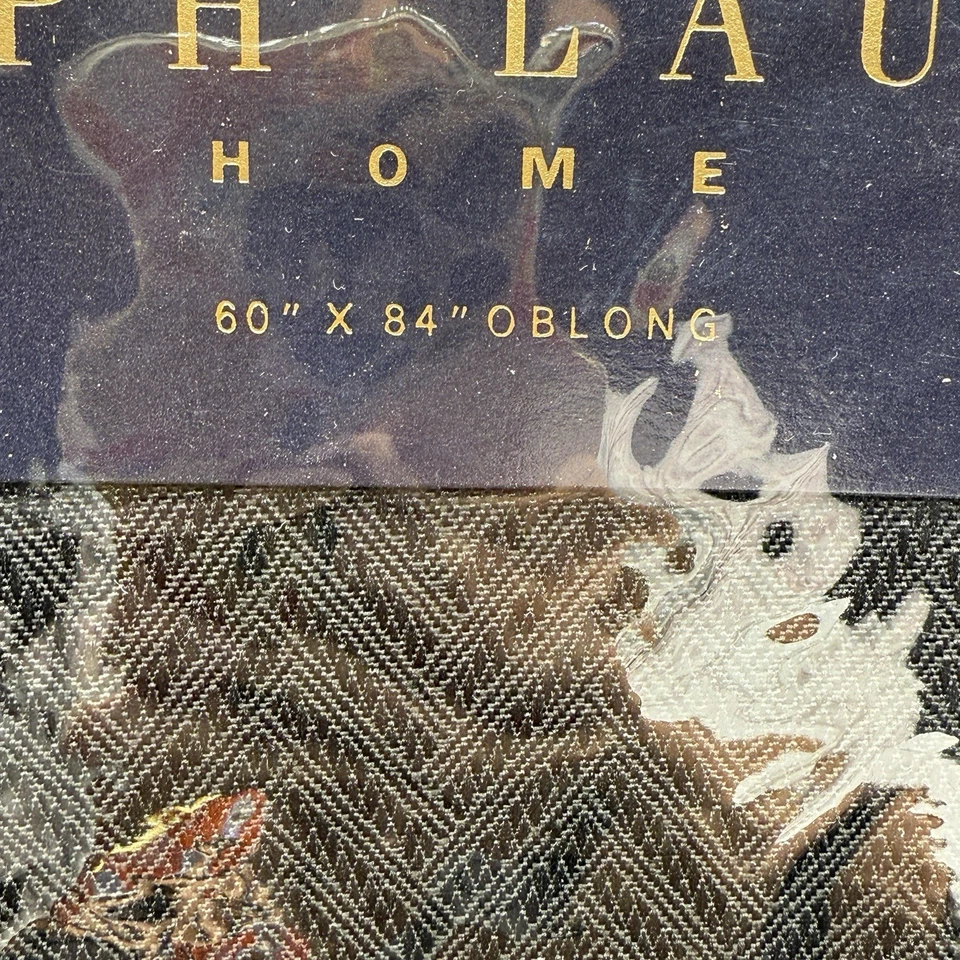 PH LAU
HOME
60" X 84" OBLONG